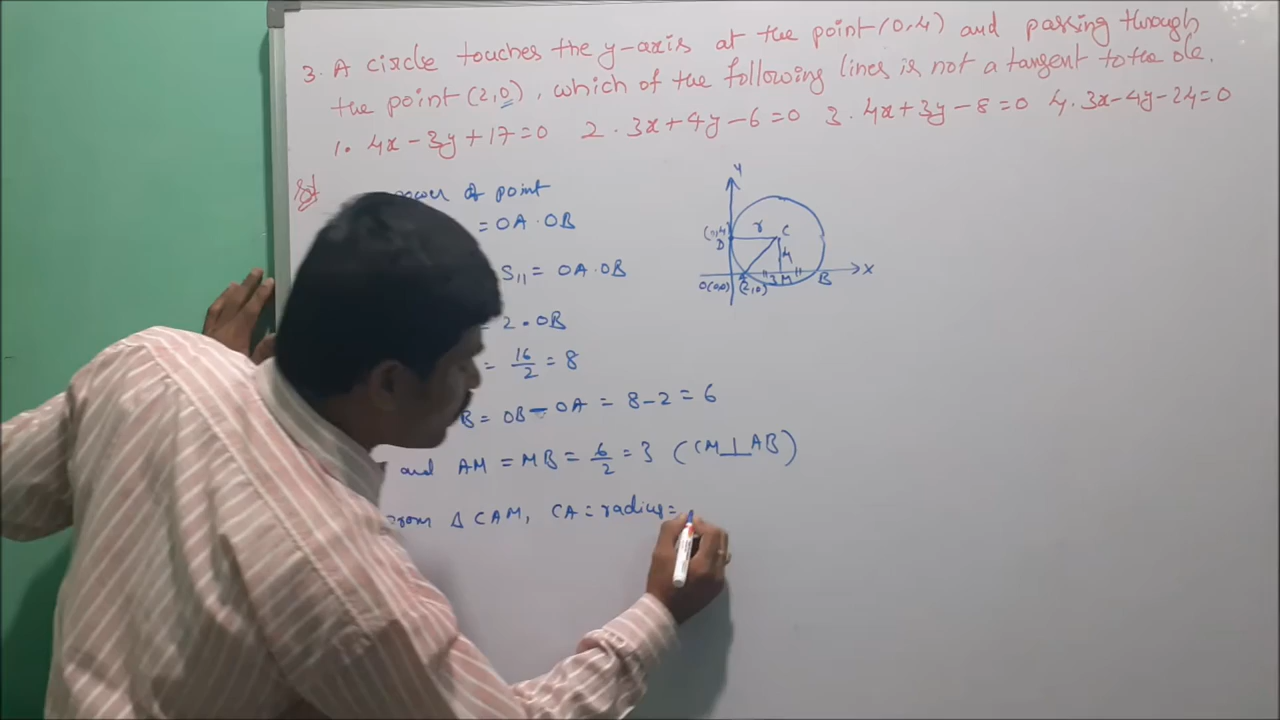 3. A circle touches the y-axis at the point (0,4) and passing through
the point (2,0), which of the following lines is not a tangent to the ole.
1. 4x - 3y + 17 = 0 2. 3x + 4y - 6 = 0 3. 4x + 3y - 8 = 0 4. 3x - 4y - 24 = 0
Sol
power of point
= OA . OB
S₁₁ = OA . OB
2 . OB
= 16/2 = 8
B = OB - OA = 8 - 2 = 6
and AM = MB = 6/2 = 3 (CM ⊥ AB)
From Δ CAM, CA = radius =
Y
r C
(0,4)
D
4
X
O(0,0) A (2,0) 3 M B